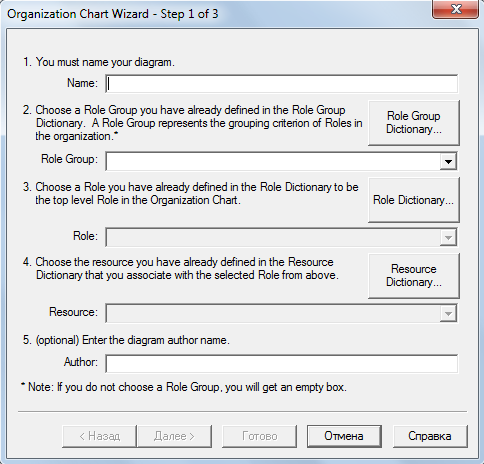 Organization Chart Wizard - Step 1 of 3
1. You must name your diagram.
Name:
2. Choose a Role Group you have already defined in the Role Group
Dictionary. A Role Group represents the grouping criterion of Roles in
the organization.*
Role Group
Dictionary...
Role Group:
3. Choose a Role you have already defined in the Role Dictionary to be
the top level Role in the Organization Chart.
Role Dictionary...
Role:
4. Choose the resource you have already defined in the Resource
Dictionary that you associate with the selected Role from above.
Resource
Dictionary...
Resource:
5. (optional) Enter the diagram author name.
Author:
* Note: If you do not choose a Role Group, you will get an empty box.
< Назад Далее > Готово Отмена Справка